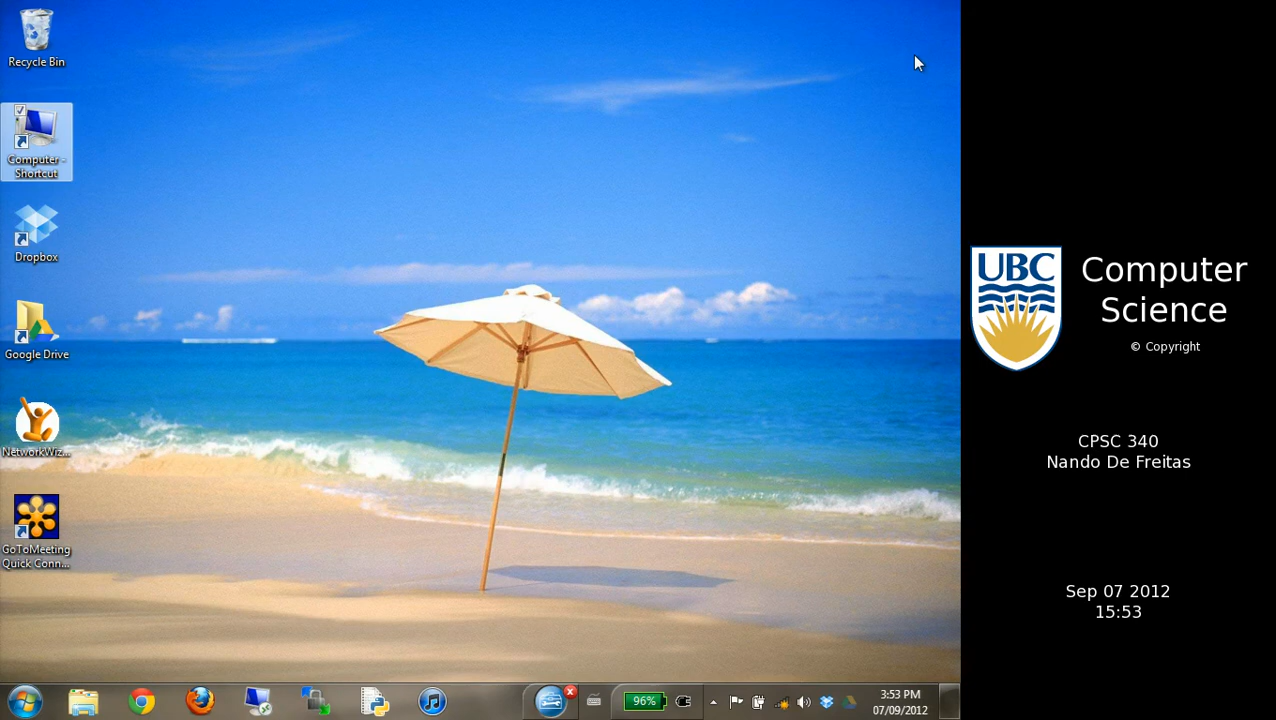 Recycle Bin
Computer -
Shortcut
Dropbox
Google Drive
NetworkWiz...
GoToMeeting
Quick Conn...
96%
3:53 PM
07/09/2012
UBC
Computer
Science
© Copyright
CPSC 340
Nando De Freitas
Sep 07 2012
15:53